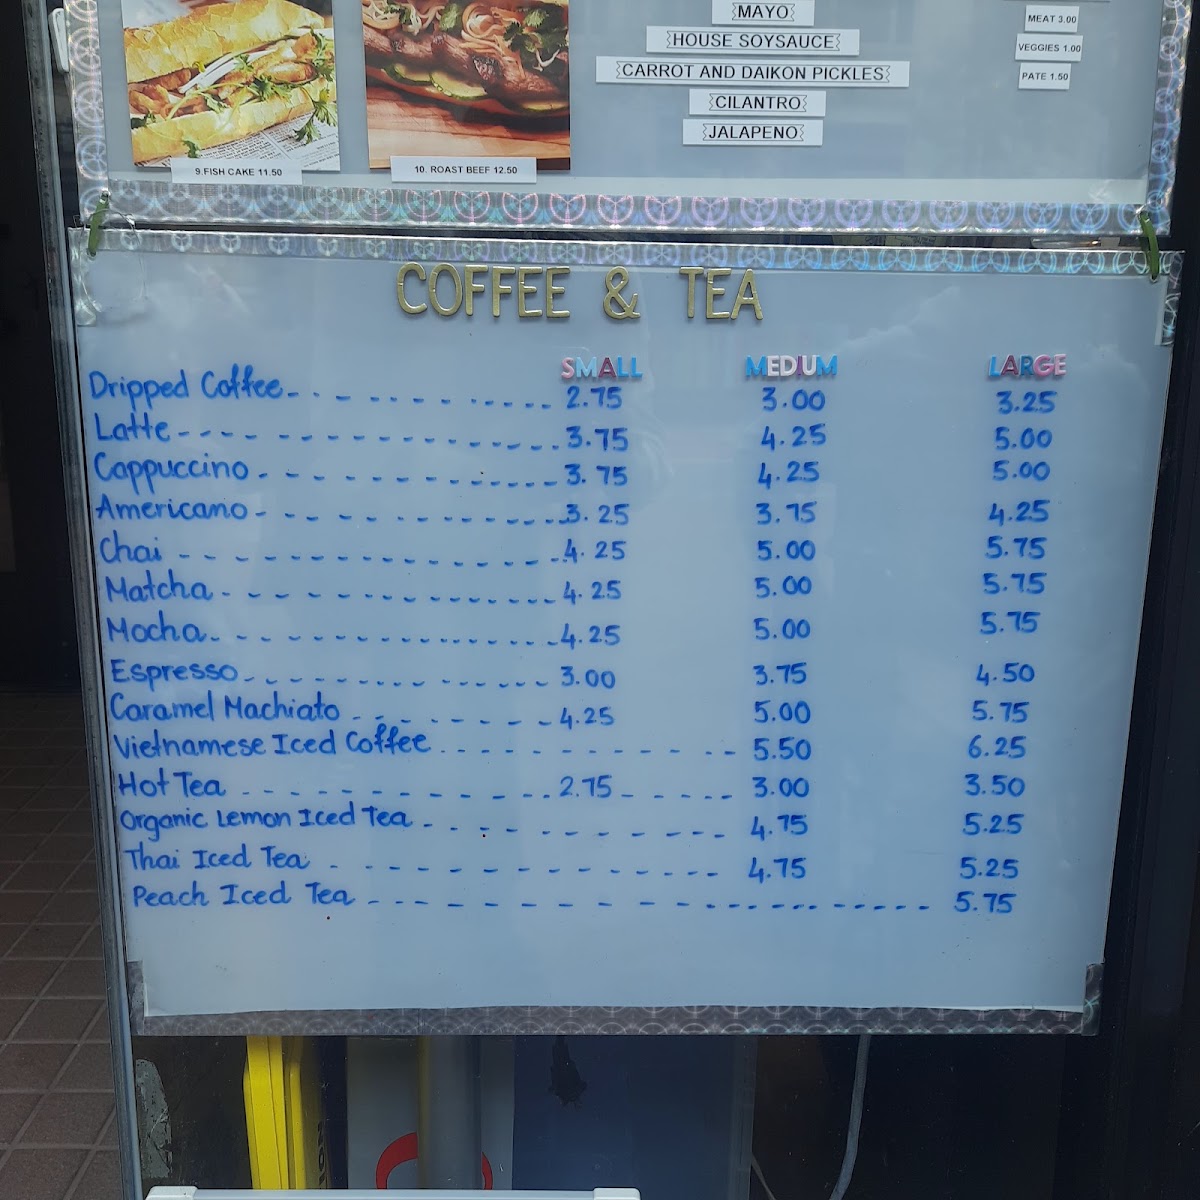 MAYO
HOUSE SOYSAUCE
CARROT AND DAIKON PICKLES
CILANTRO
JALAPENO
MEAT 3.00
VEGGIES 1.00
PATE 1.50
9.FISH CAKE 11.50
10. ROAST BEEF 12.50
COFFEE & TEA
SMALL MEDIUM LARGE
Dripped Coffee 2.75 3.00 3.25
Latte 3.75 4.25 5.00
Cappuccino 3.75 4.25 5.00
Americano 3.25 3.75 4.25
Chai 4.25 5.00 5.75
Matcha 4.25 5.00 5.75
Mocha 4.25 5.00 5.75
Espresso 3.00 3.75 4.50
Caramel Machiato 4.25 5.00 5.75
Vietnamese Iced Coffee 5.50 6.25
Hot Tea 2.75 3.00 3.50
Organic Lemon Iced Tea 4.75 5.25
Thai Iced Tea 4.75 5.25
Peach Iced Tea 5.75